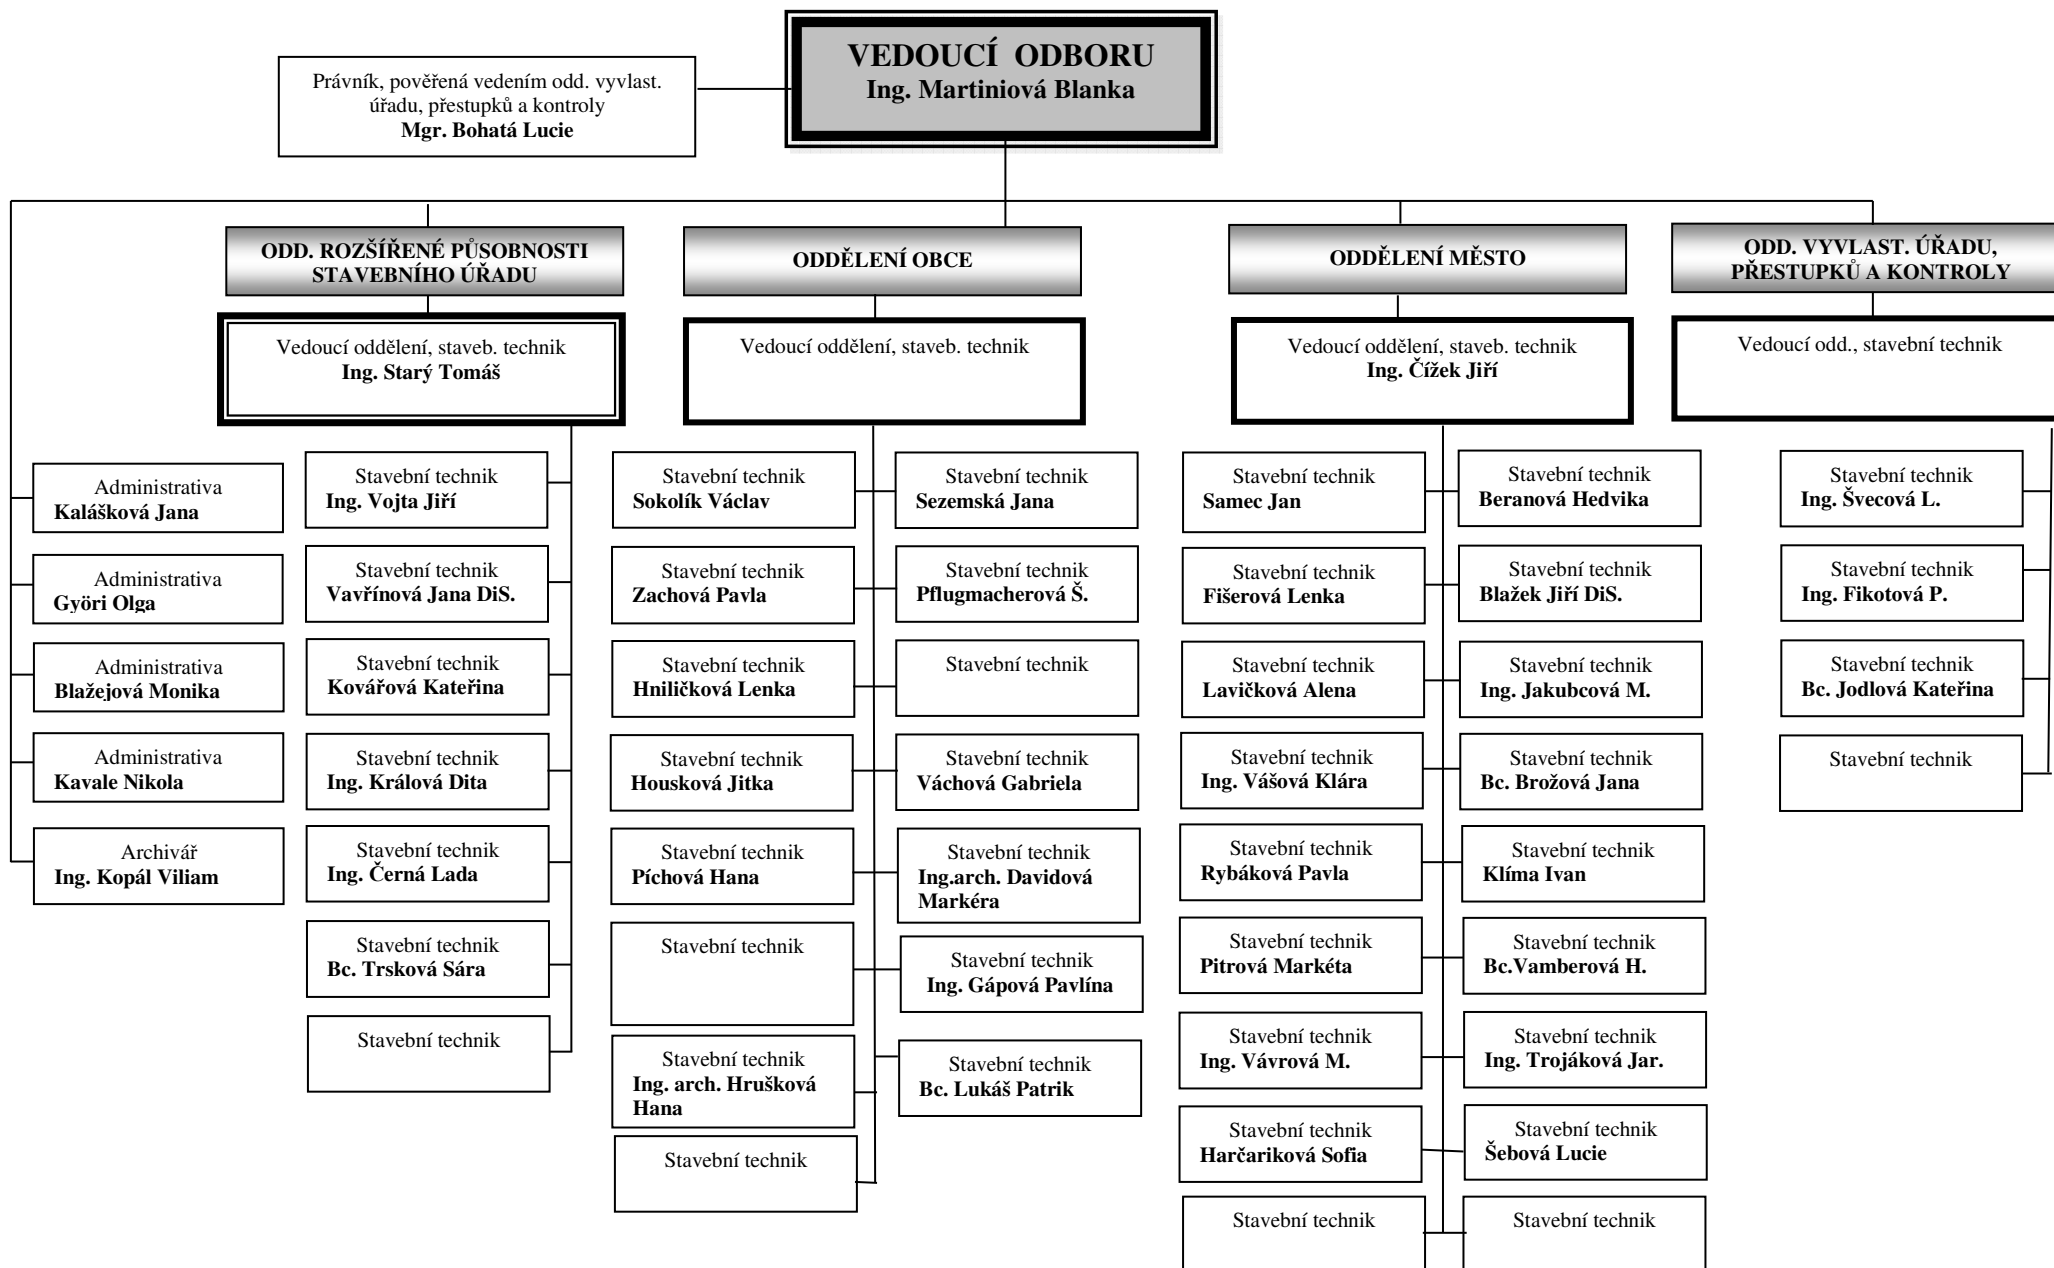 VEDOUCÍ ODBORU
Ing. Martiniová Blanka
Právník, pověřená vedením odd. vyvlast.
úřadu, přestupků a kontroly
Mgr. Bohatá Lucie
ODD. ROZŠÍŘENÉ PŮSOBNOSTI
STAVEBNÍHO ÚŘADU
ODDĚLENÍ OBCE
ODDĚLENÍ MĚSTO
ODD. VYVLAST. ÚŘADU,
PŘESTUPKŮ A KONTROLY
Vedoucí oddělení, staveb. technik
Ing. Starý Tomáš
Vedoucí oddělení, staveb. technik
Vedoucí oddělení, staveb. technik
Ing. Čížek Jiří
Vedoucí odd., stavební technik
Administrativa
Kalášková Jana
Administrativa
Györi Olga
Administrativa
Blažejová Monika
Administrativa
Kavale Nikola
Archivář
Ing. Kopál Viliam
Stavební technik
Ing. Vojta Jiří
Stavební technik
Vavřínová Jana DiS.
Stavební technik
Kovářová Kateřina
Stavební technik
Ing. Králová Dita
Stavební technik
Ing. Černá Lada
Stavební technik
Bc. Trsková Sára
Stavební technik
Stavební technik
Sokolík Václav
Stavební technik
Zachová Pavla
Stavební technik
Hniličková Lenka
Stavební technik
Housková Jitka
Stavební technik
Píchová Hana
Stavební technik
Stavební technik
Ing. arch. Hrušková
Hana
Stavební technik
Stavební technik
Sezemská Jana
Stavební technik
Pflugmacherová Š.
Stavební technik
Stavební technik
Váchová Gabriela
Stavební technik
Ing.arch. Davidová
Markéra
Stavební technik
Ing. Gápová Pavlína
Stavební technik
Bc. Lukáš Patrik
Stavební technik
Samec Jan
Stavební technik
Fišerová Lenka
Stavební technik
Lavičková Alena
Stavební technik
Ing. Vášová Klára
Stavební technik
Rybáková Pavla
Stavební technik
Pitrová Markéta
Stavební technik
Ing. Vávrová M.
Stavební technik
Harčariková Sofia
Stavební technik
Stavební technik
Beranová Hedvika
Stavební technik
Blažek Jiří DiS.
Stavební technik
Ing. Jakubcová M.
Stavební technik
Bc. Brožová Jana
Stavební technik
Klíma Ivan
Stavební technik
Bc.Vamberová H.
Stavební technik
Ing. Trojáková Jar.
Stavební technik
Šebová Lucie
Stavební technik
Stavební technik
Ing. Švecová L.
Stavební technik
Ing. Fikotová P.
Stavební technik
Bc. Jodlová Kateřina
Stavební technik